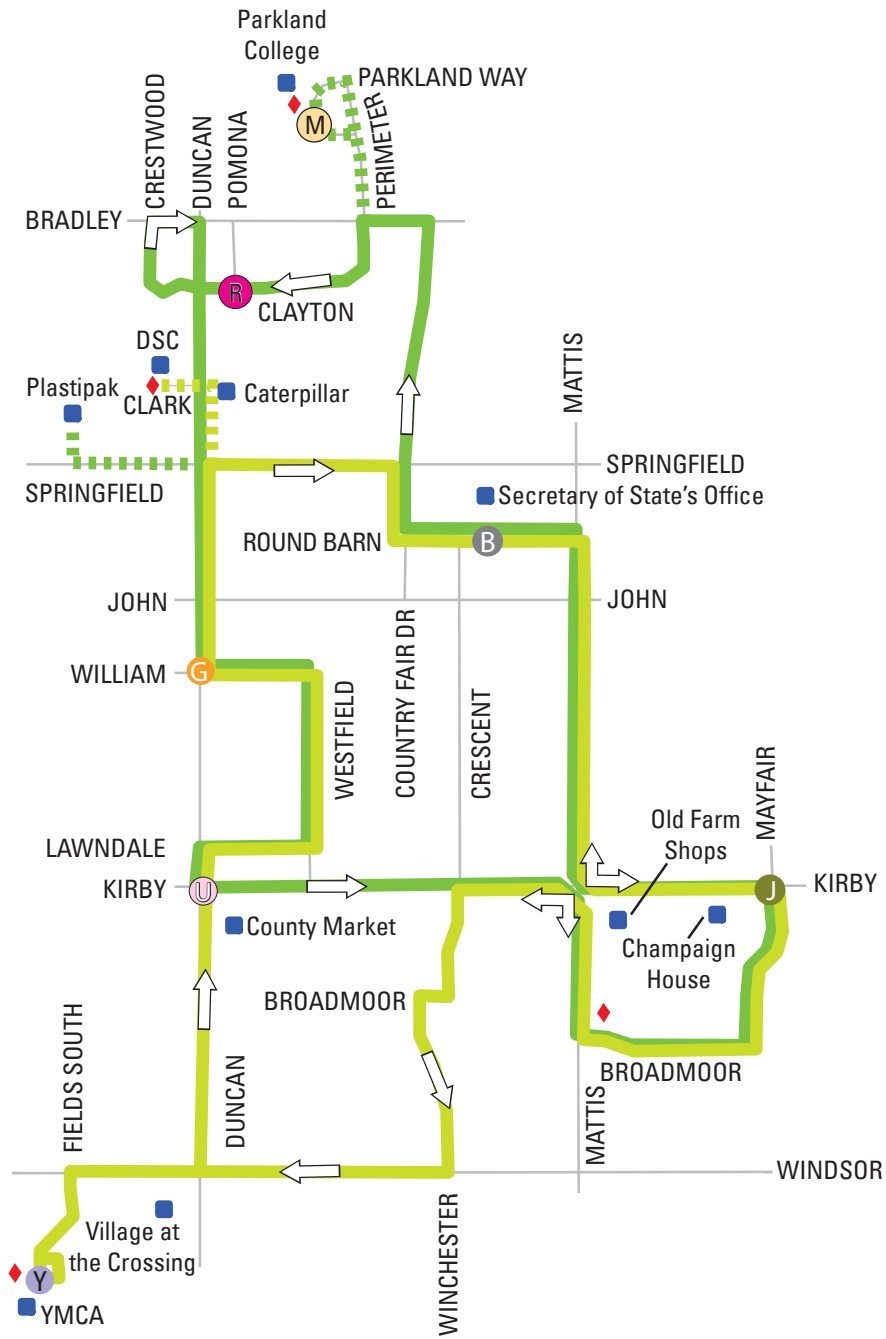 Parkland
College
PARKLAND WAY
M
CRESTWOOD
DUNCAN
POMONA
PERIMETER
BRADLEY
R
CLAYTON
DSC
Plastipak
CLARK
Caterpillar
MATTIS
SPRINGFIELD
SPRINGFIELD
Secretary of State's Office
ROUND BARN
B
JOHN
JOHN
WILLIAM
G
WESTFIELD
COUNTRY FAIR DR
CRESCENT
MAYFAIR
LAWNDALE
Old Farm
Shops
KIRBY
U
J
KIRBY
County Market
Champaign
House
BROADMOOR
BROADMOOR
FIELDS SOUTH
DUNCAN
MATTIS
WINDSOR
Village at
the Crossing
WINCHESTER
Y
YMCA